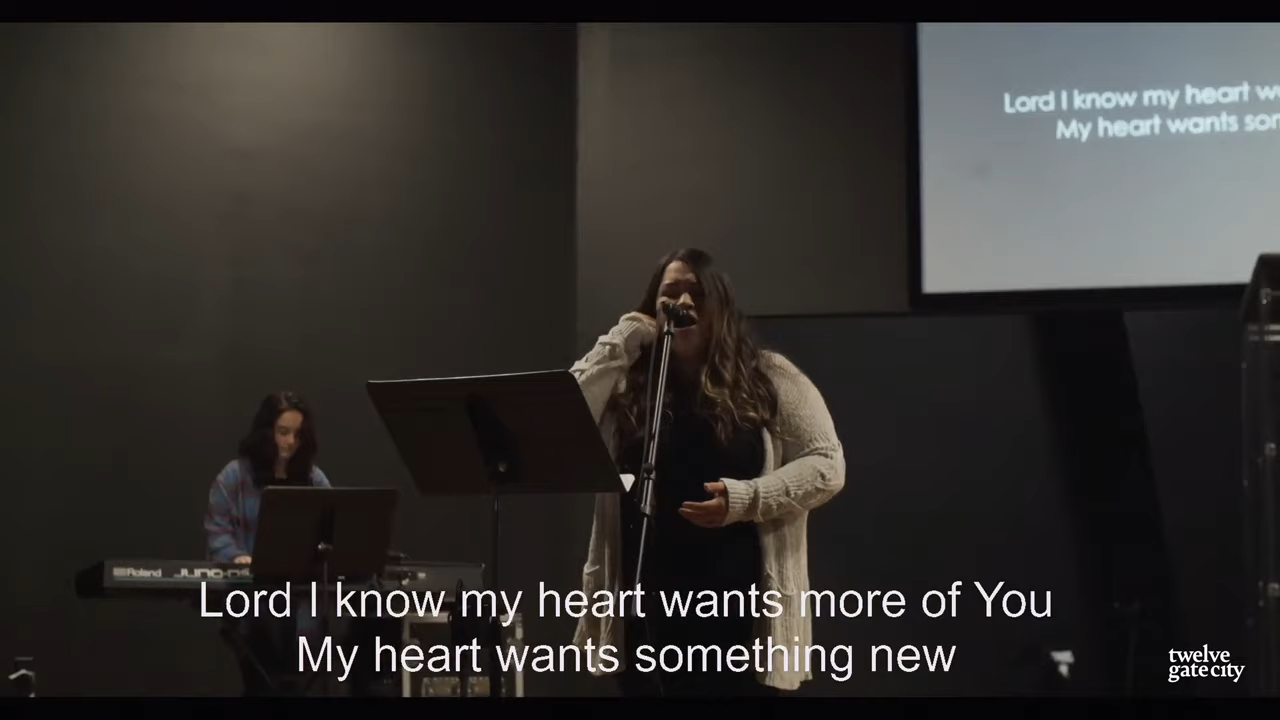 Lord I know my heart w
My heart wants so
Roland JUNO-DS
Lord I know my heart wants more of You
My heart wants something new
twelve
gate city